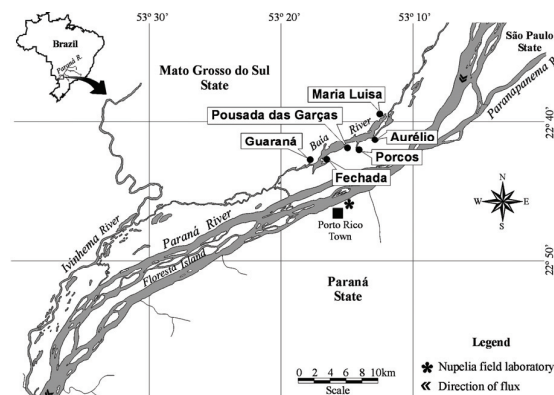 53° 30'
53° 20'
53° 10'
Brazil
Paraná R.
Mato Grosso do Sul
State
São Paulo
State
Paranapanema R.
Maria Luisa
Pousada das Garças
Baia River
Aurélio
Guaraná
Porcos
Fechada
22° 40'
N
W
E
S
Ivinhema River
Paraná River
Floresta Island
Porto Rico
Town
22° 50'
Paraná
State
Legend
Nupelia field laboratory
Direction of flux
0 2 4 6 8 10km
Scale